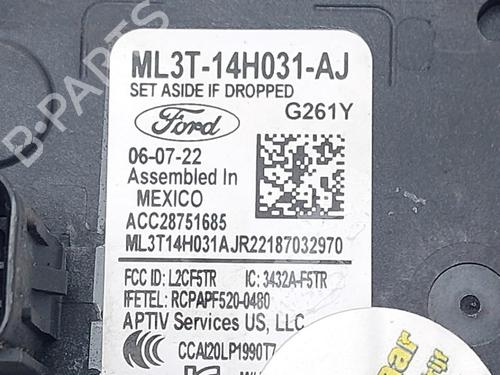 ML3T-14H031-AJ
SET ASIDE IF DROPPED
G261Y
Ford
06-07-22
Assembled In
MEXICO
ACC28751685
ML3T14H031AJR22187032970
FCC ID: L2CF5TR IC: 3432A-F5TR
IFETEL: RCPAPF520-0480
APTIV Services US, LLC
CCAI20LP1990T7
B-PARTS